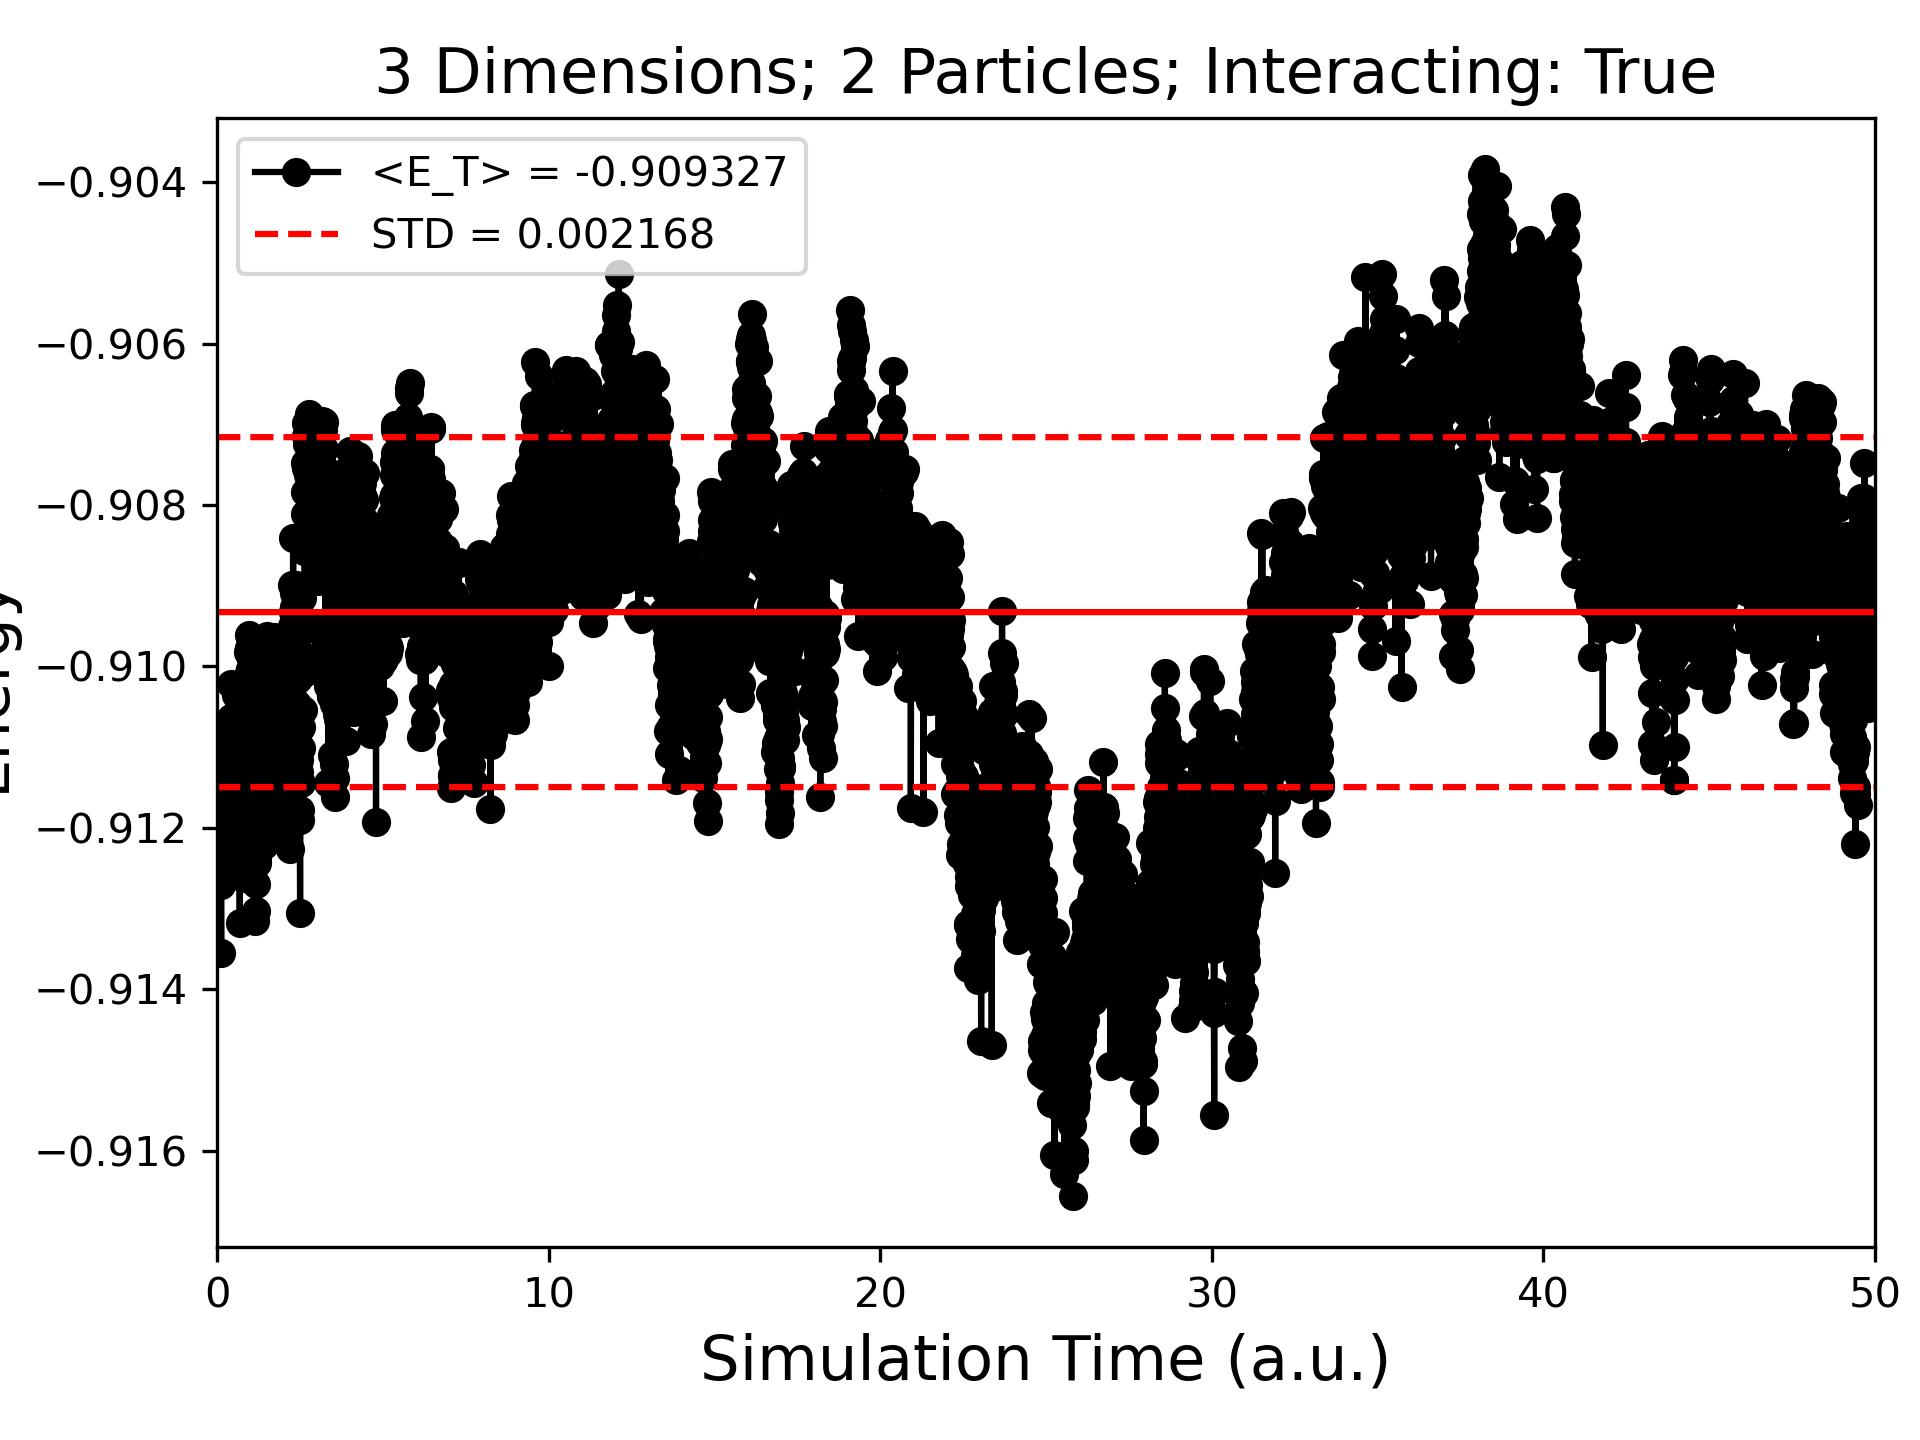 3 Dimensions; 2 Particles; Interacting: True
<E_T> = -0.909327
STD = 0.002168
−0.904
−0.906
−0.908
−0.910
−0.912
−0.914
−0.916
Energy
0 10 20 30 40 50
Simulation Time (a.u.)